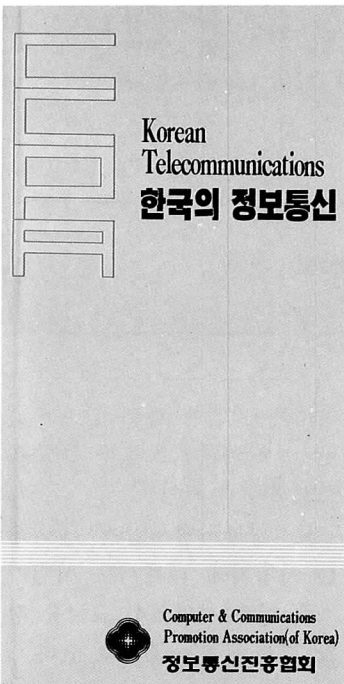 Korean
Telecommunications
한국의 정보통신
Computer & Communications
Promotion Association(of Korea)
정보통신진흥협회